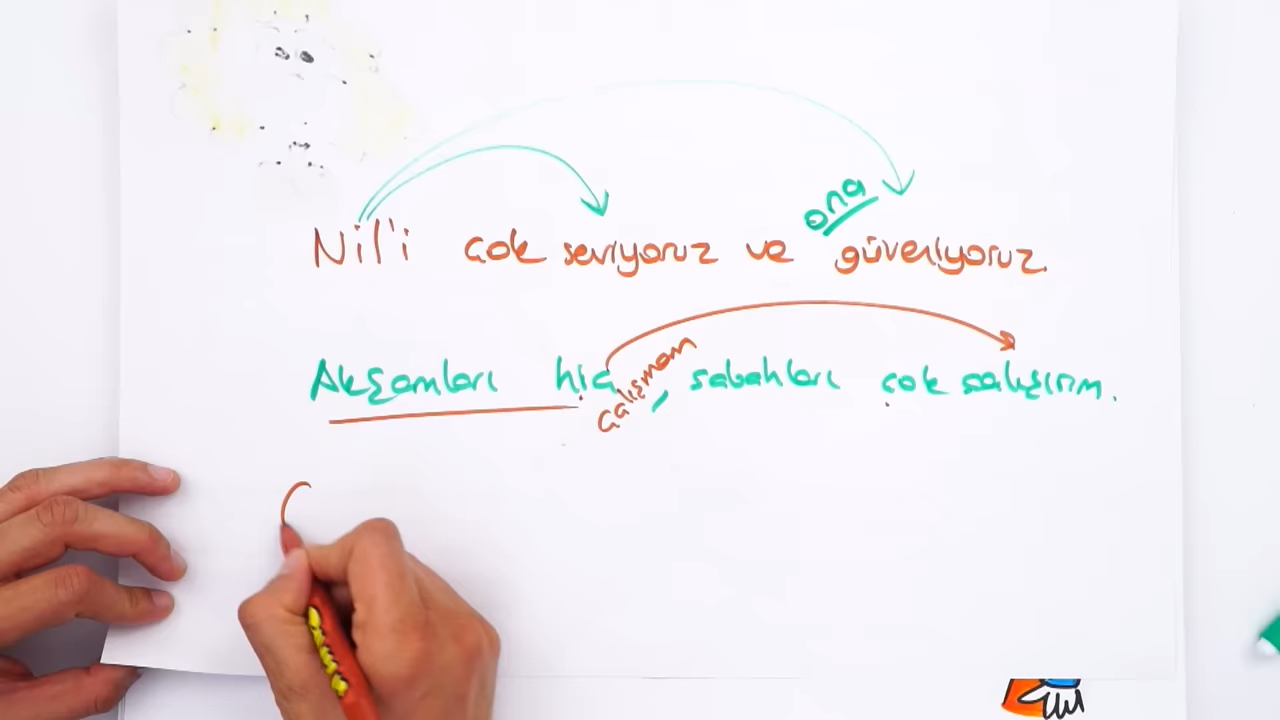 ona
Nil'i çok seviyoruz ve güveniyoruz.
çalışmam
Akşamları hiç, sabahları çok çalışırım.